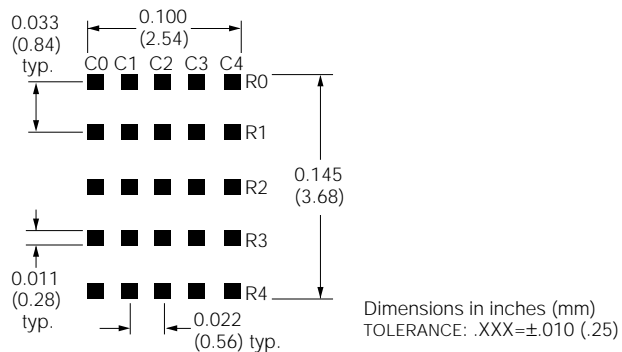 0.033
(0.84)
typ.
0.100
(2.54)
C0 C1 C2 C3 C4
R0
R1
R2
R3
R4
0.145
(3.68)
0.011
(0.28)
typ.
0.022
(0.56) typ.
Dimensions in inches (mm)
TOLERANCE: .XXX=±.010 (.25)